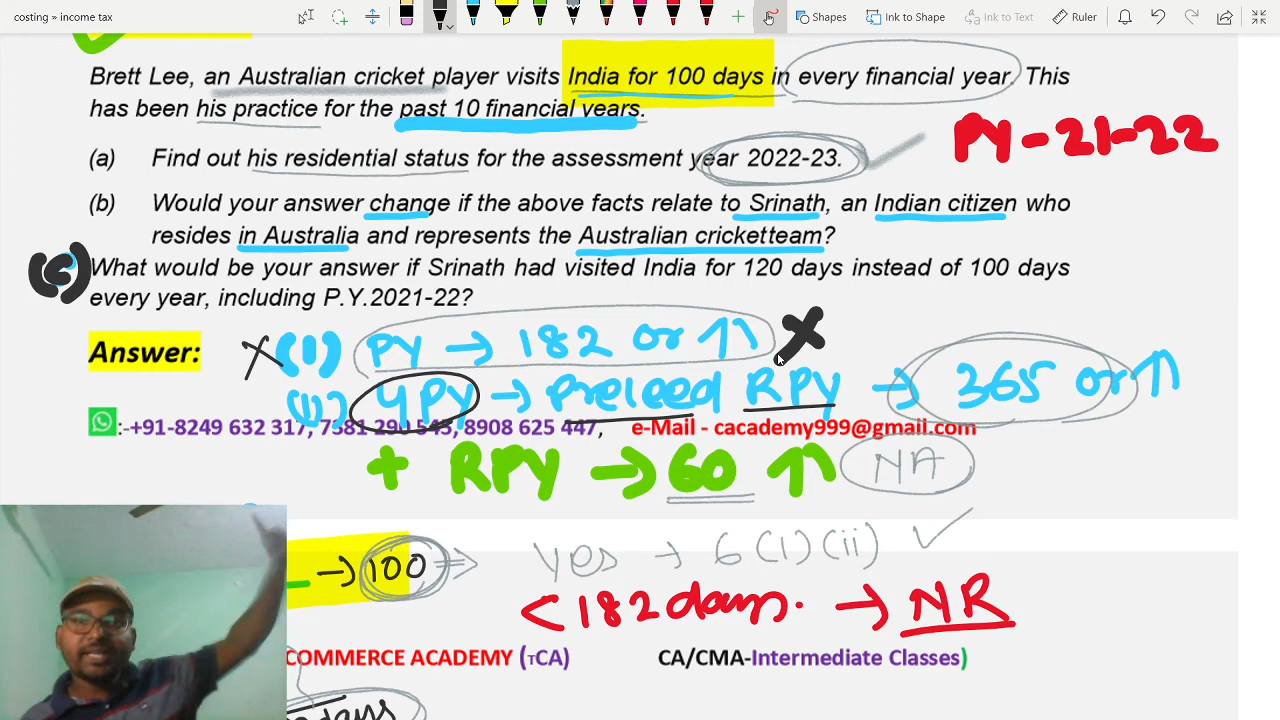 costing » income tax
Shapes
Ink to Shape
Ink to Text
Ruler
Brett Lee, an Australian cricket player visits India for 100 days in every financial year. This
has been his practice for the past 10 financial years.
PY-21-22
(a) Find out his residential status for the assessment year 2022-23.
(b) Would your answer change if the above facts relate to Srinath, an Indian citizen who
resides in Australia and represents the Australian cricketteam?
(c) What would be your answer if Srinath had visited India for 120 days instead of 100 days
every year, including P.Y.2021-22?
Answer: (i) PY → 182 or ↑↑
(ii) 4PY → Preceed RPY → 365 or ↑
:-+91-8249 632 317, 7381 290 545, 8908 625 447, e-Mail - cacademy999@gmail.com
+ RPY → 60 ↑↑ NA
→ 100 ⇒ Yes → 6(1)(ii) ✓
<182 days. → NR
COMMERCE ACADEMY (TCA) CA/CMA-Intermediate Classes)
days